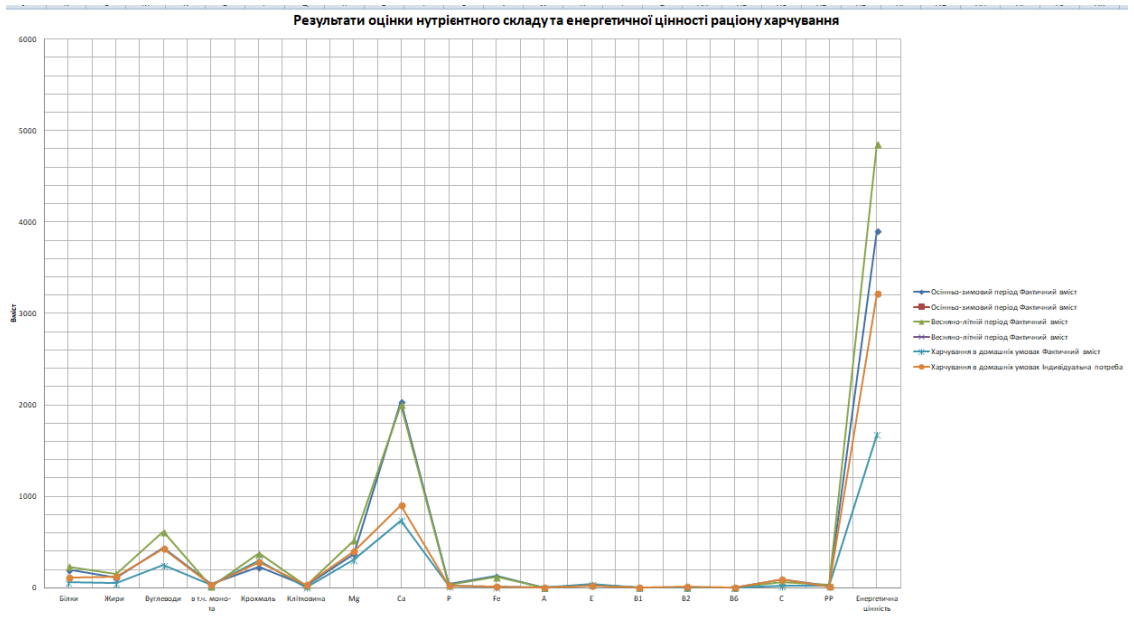 Результати оцінки нутрієнтного складу та енергетичної цінності раціону харчування
6000
5000
4000
3000
2000
1000
0
Вміст
Білки
Жири
Вуглеводи
в т.ч. моно-
та
Крохмаль
Клітковина
Mg
Ca
P
Fe
A
E
B1
B2
B6
C
PP
Енергетична
цінність
Осінньо-зимовий період Фактичний вміст
Осінньо-зимовий період Фактичний вміст
Весняно-літній період Фактичний вміст
Весняно-літній період Фактичний вміст
Харчування в домашніх умовах Фактичний вміст
Харчування в домашніх умовах Індивідуальна потреба